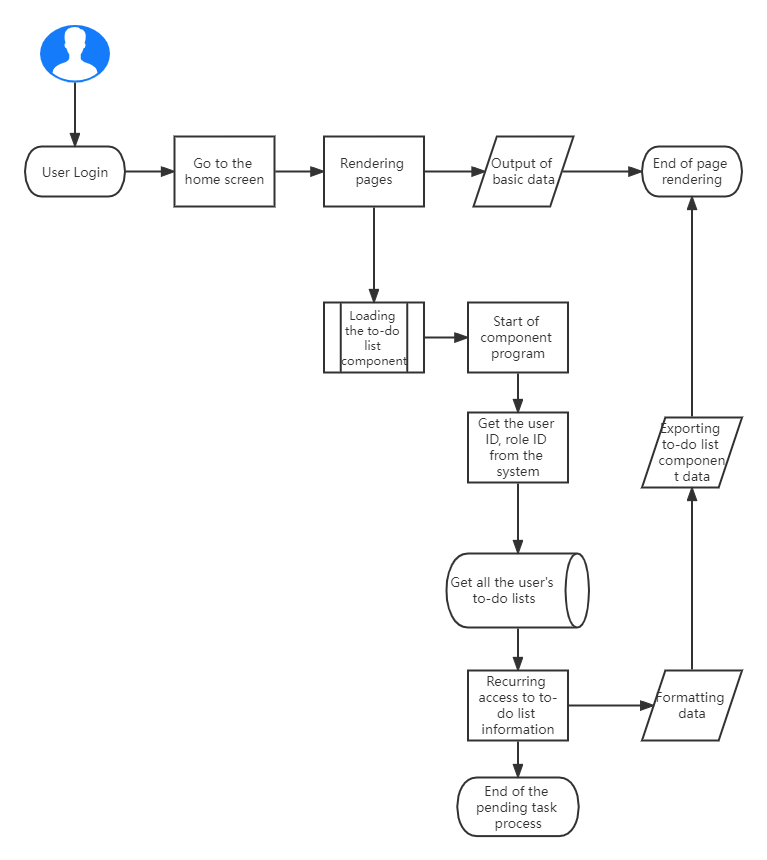 User Login
Go to the
home screen
Rendering
pages
Output of
basic data
End of page
rendering
Loading
the to-do
list
component
Start of
component
program
Get the user
ID, role ID
from the
system
Exporting
to-do list
componen
t data
Get all the user's
to-do lists
Recurring
access to to-
do list
information
Formatting
data
End of the
pending task
process